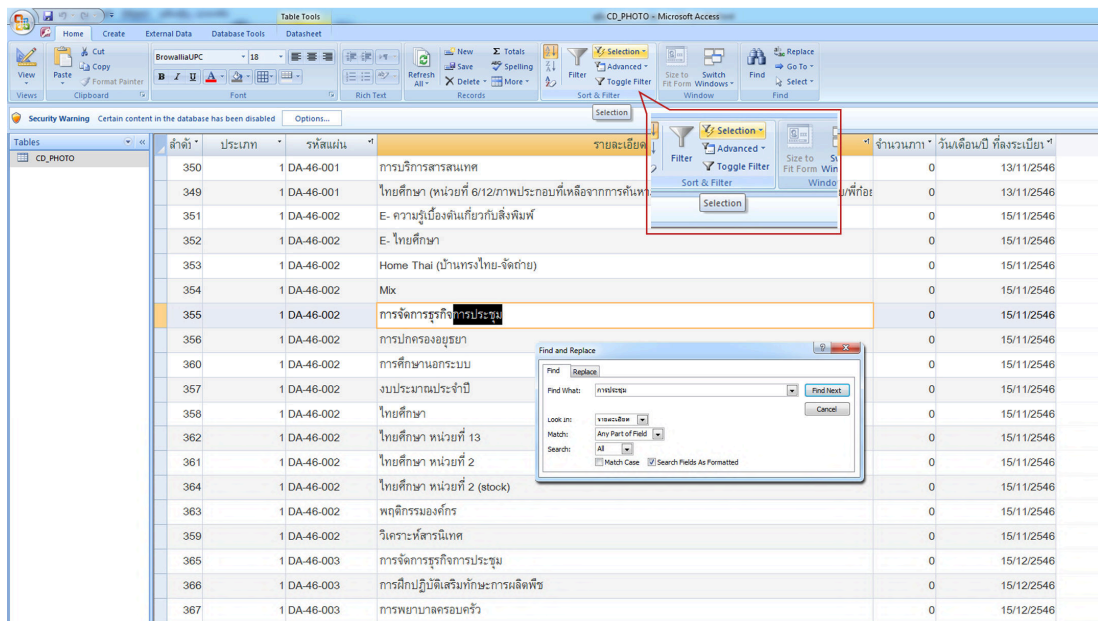 CD_PHOTO - Microsoft Access
Table Tools
Home Create External Data Database Tools Datasheet
View
Views
Paste
Cut
Copy
Format Painter
Clipboard
BrowalliaUPC 18
B I U
Font
Rich Text
Refresh All
New
Save
Delete
Totals
Spelling
More
Records
Filter
Selection
Advanced
Toggle Filter
Sort & Filter
Size to Fit Form
Switch Windows
Window
Find
Replace
Go To
Select
Find
Security Warning Certain content in the database has been disabled Options...
Selection
Filter
Selection
Advanced
Toggle Filter
Sort & Filter
Size to Fit Form
Selection
Tables
CD_PHOTO
ประเภท รหัสแผ่น รายละเอียด
350 1 DA-46-001 การบริการสารสนเทศ 0 13/11/2546
349 1 DA-46-001 ไทยศึกษา (หน่วยที่ 6/12/ภาพประกอบที่เหลือจากการค้นหา 0 13/11/2546
351 1 DA-46-002 E- ความรู้เบื้องต้นเกี่ยวกับสิ่งพิมพ์ 0 15/11/2546
352 1 DA-46-002 E- ไทยศึกษา 0 15/11/2546
353 1 DA-46-002 Home Thai (บ้านทรงไทย-จัดถ่าย) 0 15/11/2546
354 1 DA-46-002 Mix 0 15/11/2546
355 1 DA-46-002 การจัดการธุรกิจการประชุม 0 15/11/2546
356 1 DA-46-002 การปกครองอยุธยา 0 15/11/2546
360 1 DA-46-002 การศึกษานอกระบบ 0 15/11/2546
357 1 DA-46-002 งบประมาณประจำปี 0 15/11/2546
358 1 DA-46-002 ไทยศึกษา 0 15/11/2546
362 1 DA-46-002 ไทยศึกษา หน่วยที่ 13 0 15/11/2546
361 1 DA-46-002 ไทยศึกษา หน่วยที่ 2 0 15/11/2546
364 1 DA-46-002 ไทยศึกษา หน่วยที่ 2 (stock) 0 15/11/2546
363 1 DA-46-002 พฤติกรรมองค์กร 0 15/11/2546
359 1 DA-46-002 วิเคราะห์สารนิเทศ 0 15/11/2546
365 1 DA-46-003 การจัดการธุรกิจการประชุม 0 15/12/2546
366 1 DA-46-003 การฝึกปฏิบัติเสริมทักษะการผลิตพืช 0 15/12/2546
367 1 DA-46-003 การพยาบาลครอบครัว 0 15/12/2546
Find and Replace
Find Replace
Find What: การประชุม Find Next
Cancel
Look In: รายละเอียด
Match: Any Part of Field
Search: All
Match Case Search Fields As Formatted